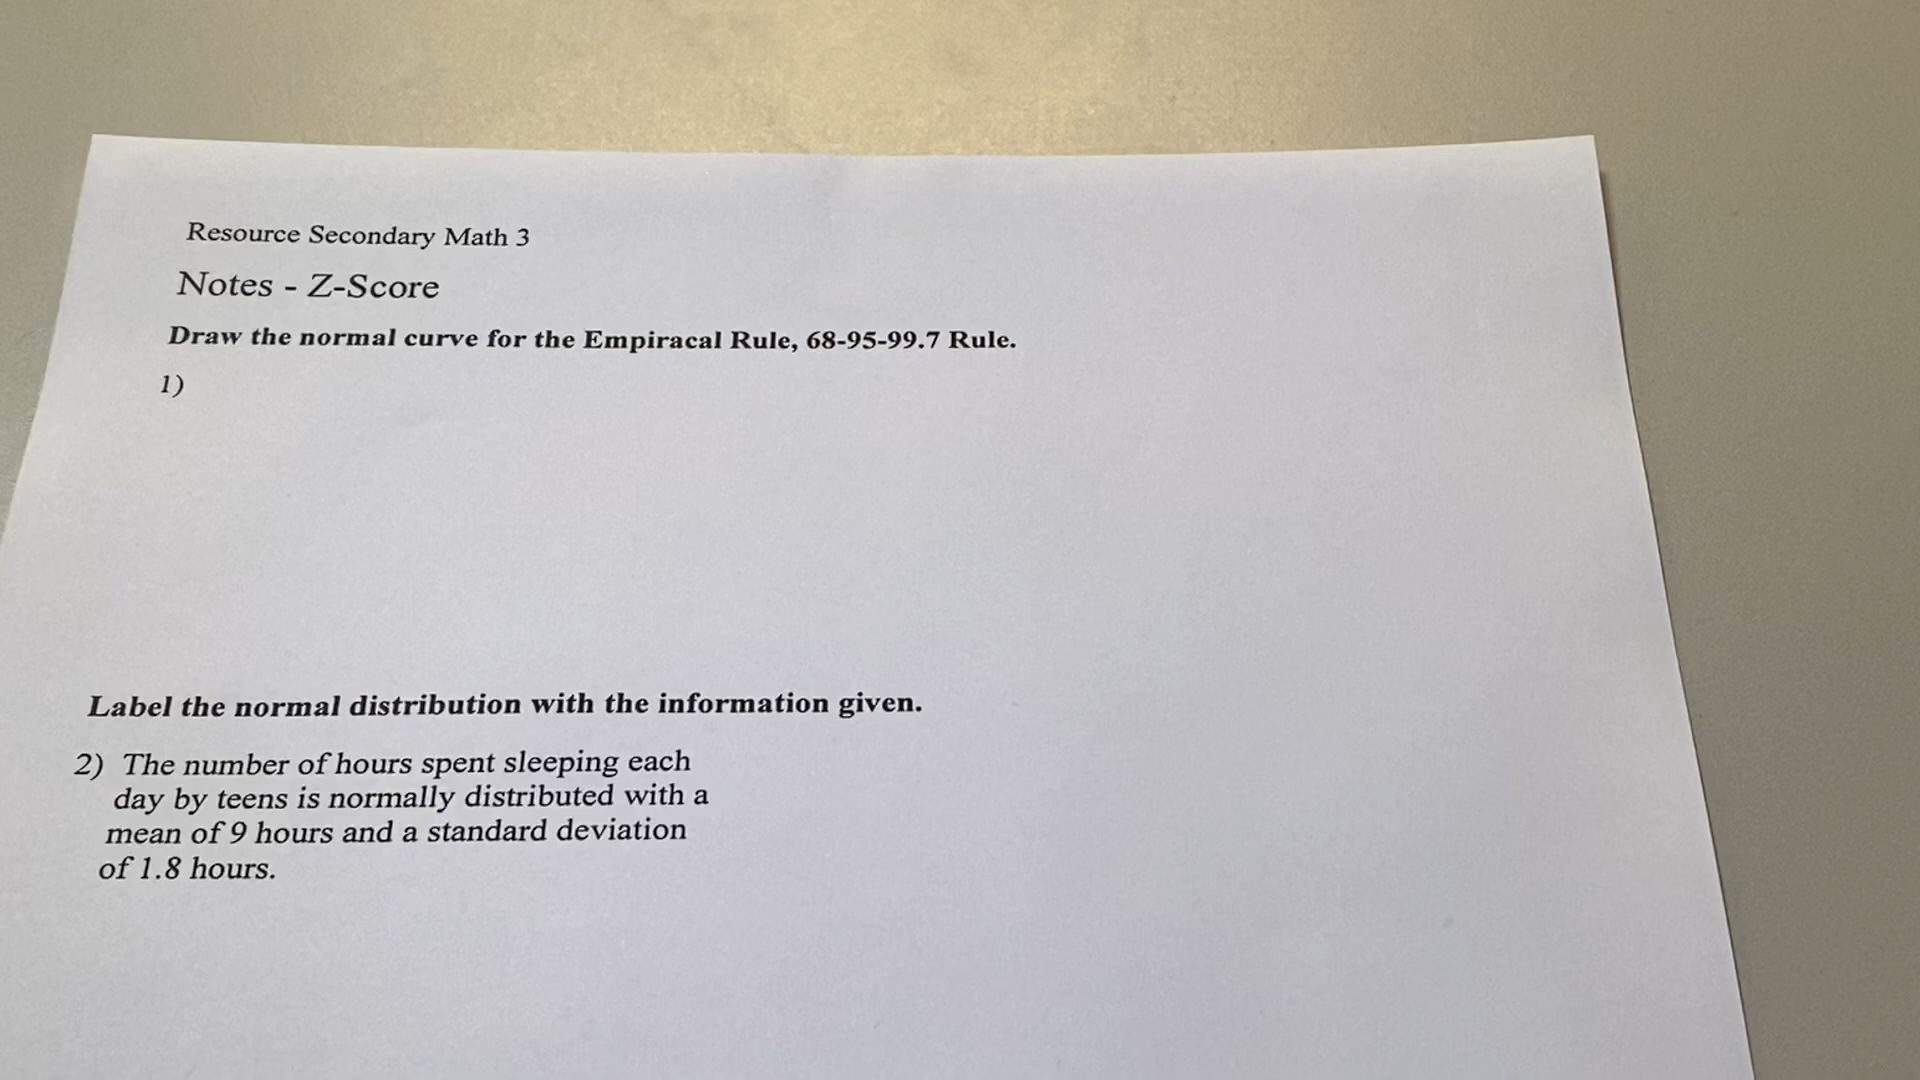 Resource Secondary Math 3
Notes - Z-Score
Draw the normal curve for the Empiracal Rule, 68-95-99.7 Rule.
1)
Label the normal distribution with the information given.
2) The number of hours spent sleeping each
day by teens is normally distributed with a
mean of 9 hours and a standard deviation
of 1.8 hours.